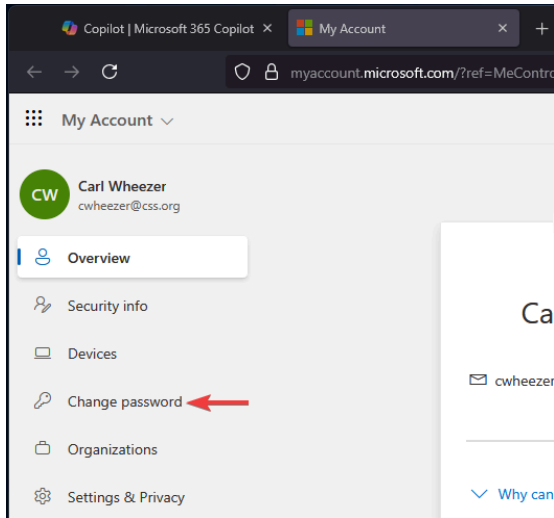 Copilot | Microsoft 365 Copilot
My Account
myaccount.microsoft.com/?ref=MeContro
My Account
CW
Carl Wheezer
cwheezer@css.org
Overview
Security info
Ca
Devices
cwheezer
Change password
Organizations
Settings & Privacy
Why can